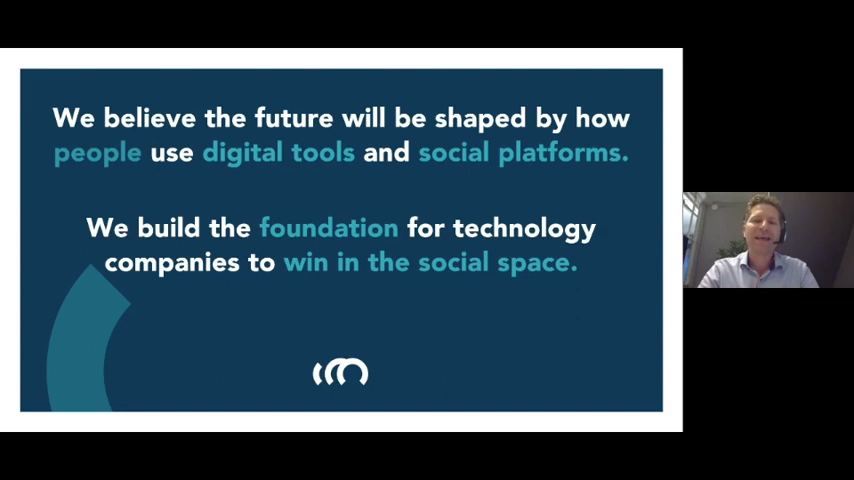 We believe the future will be shaped by how
people use digital tools and social platforms.
We build the foundation for technology
companies to win in the social space.